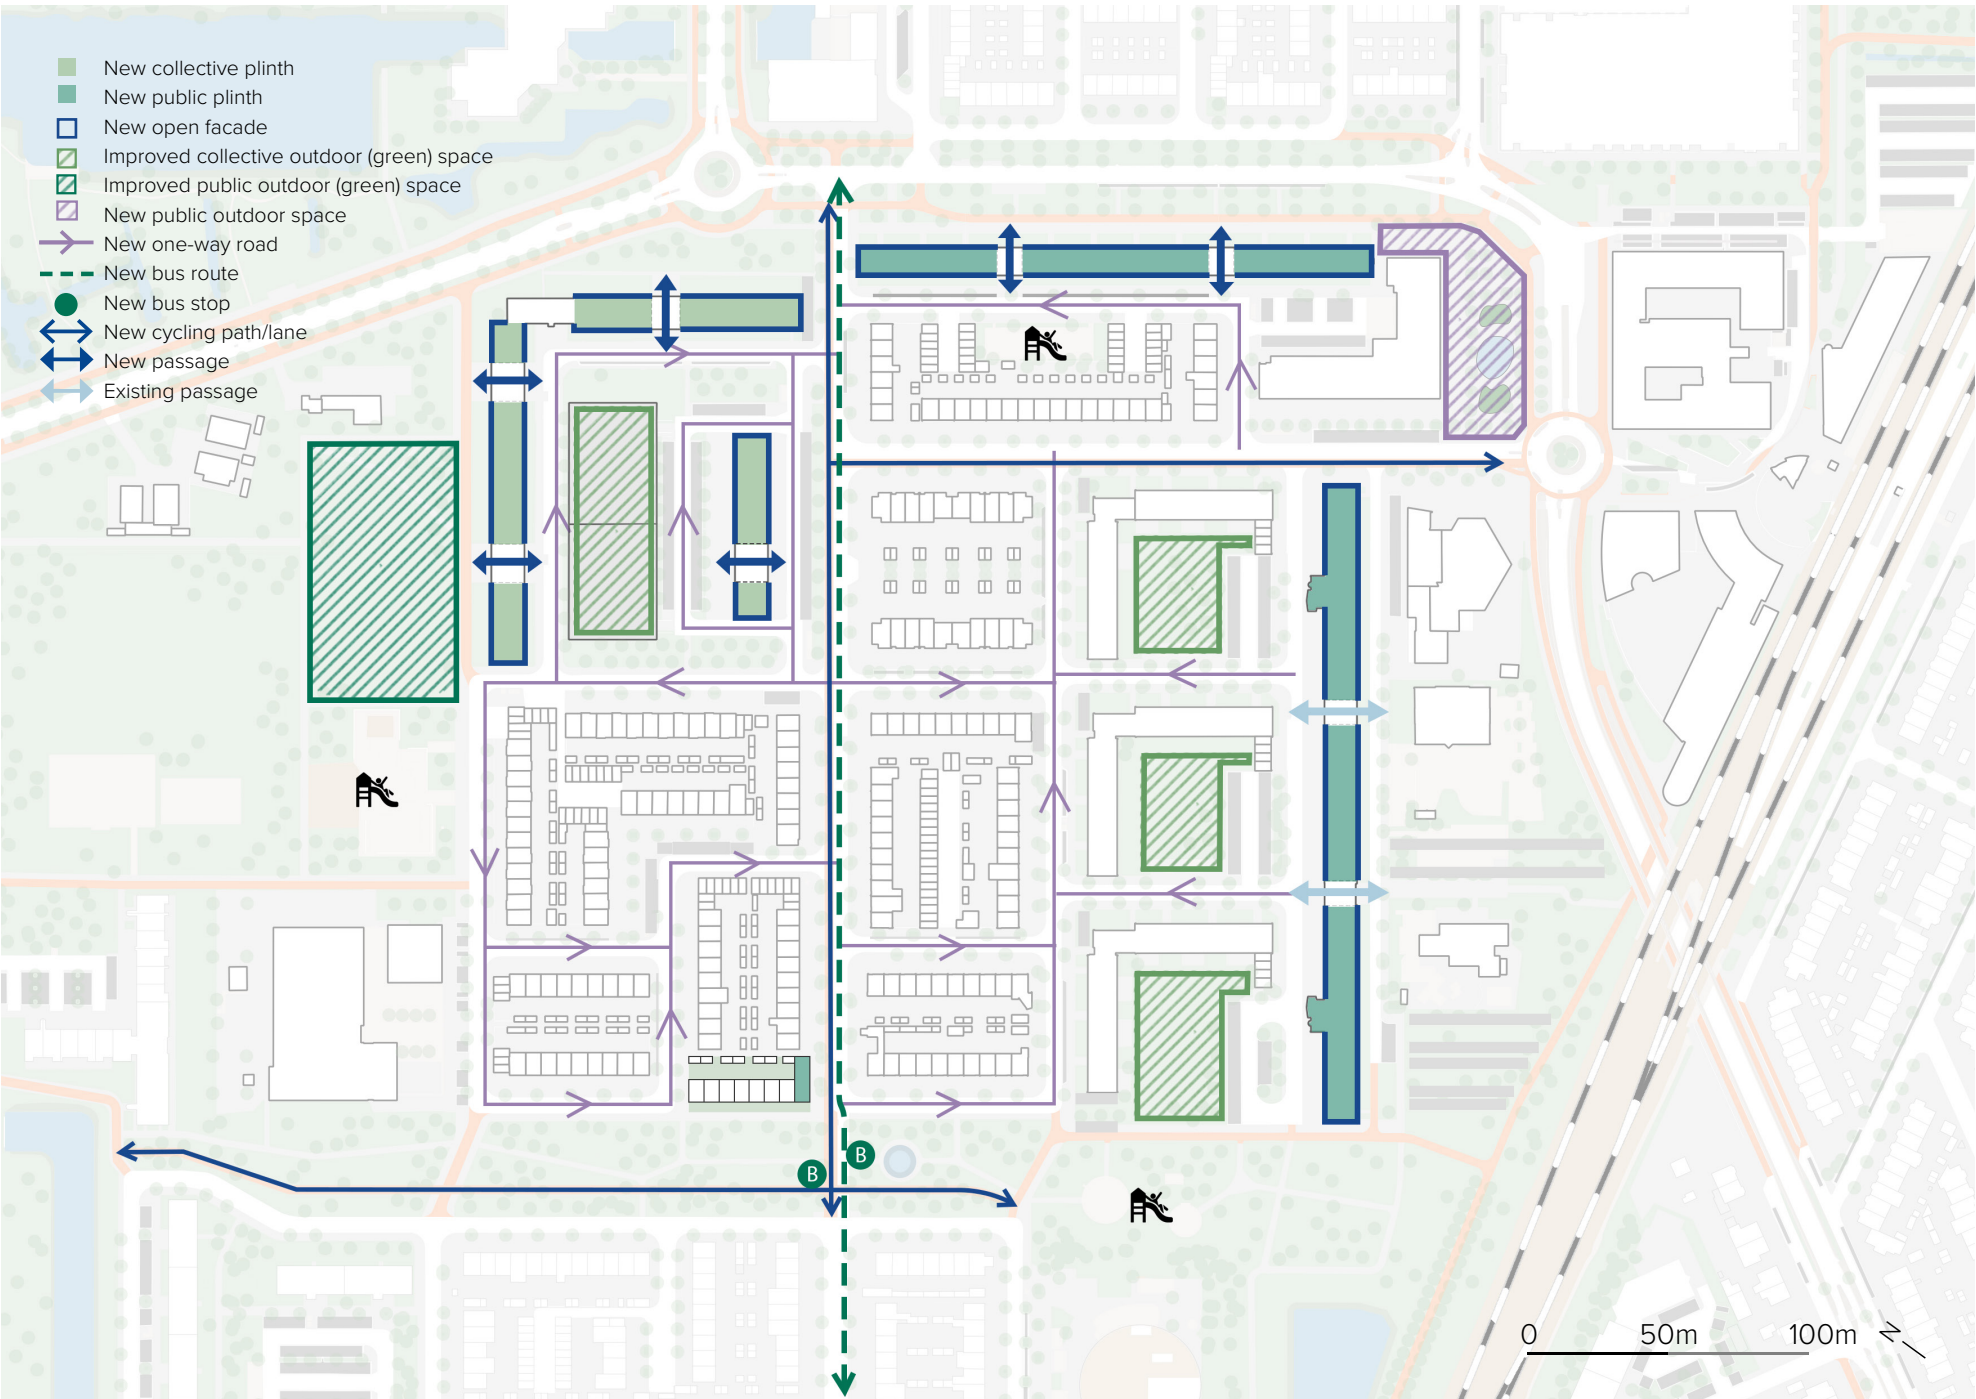 New collective plinth
New public plinth
New open facade
Improved collective outdoor (green) space
Improved public outdoor (green) space
New public outdoor space
New one-way road
New bus route
New bus stop
New cycling path/lane
New passage
Existing passage
B
B
0 50m 100m N